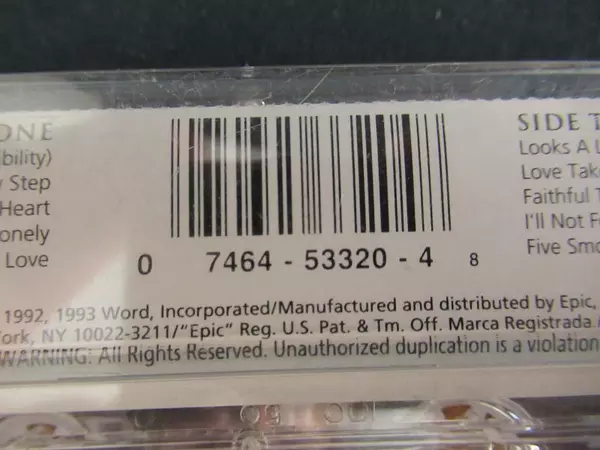 ONE
bility)
Step
Heart
onely
Love
SIDE T
Looks A L
Love Tak
Faithful T
I'll Not F
Five Smo
0 7464 - 53320 - 4 8
1992, 1993 Word, Incorporated/Manufactured and distributed by Epic,
ork, NY 10022-3211/"Epic" Reg. U.S. Pat. & Tm. Off. Marca Registrada
WARNING: All Rights Reserved. Unauthorized duplication is a violation